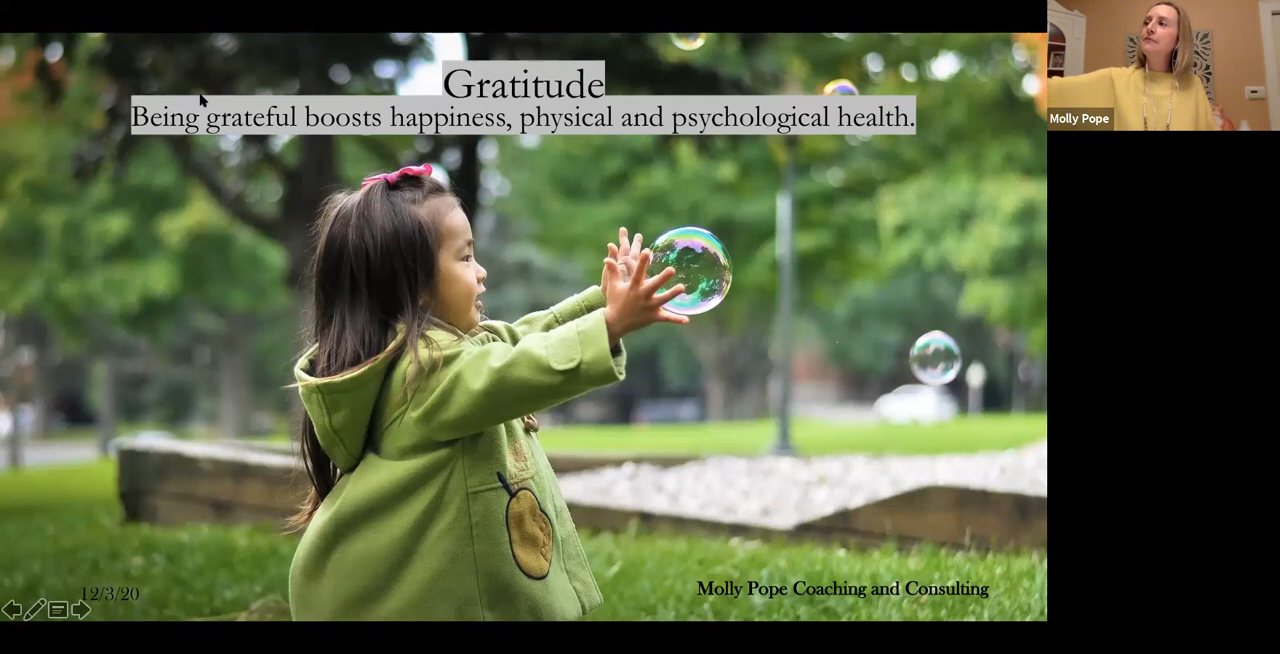 Gratitude
Being grateful boosts happiness, physical and psychological health.
Molly Pope
12/3/20
Molly Pope Coaching and Consulting